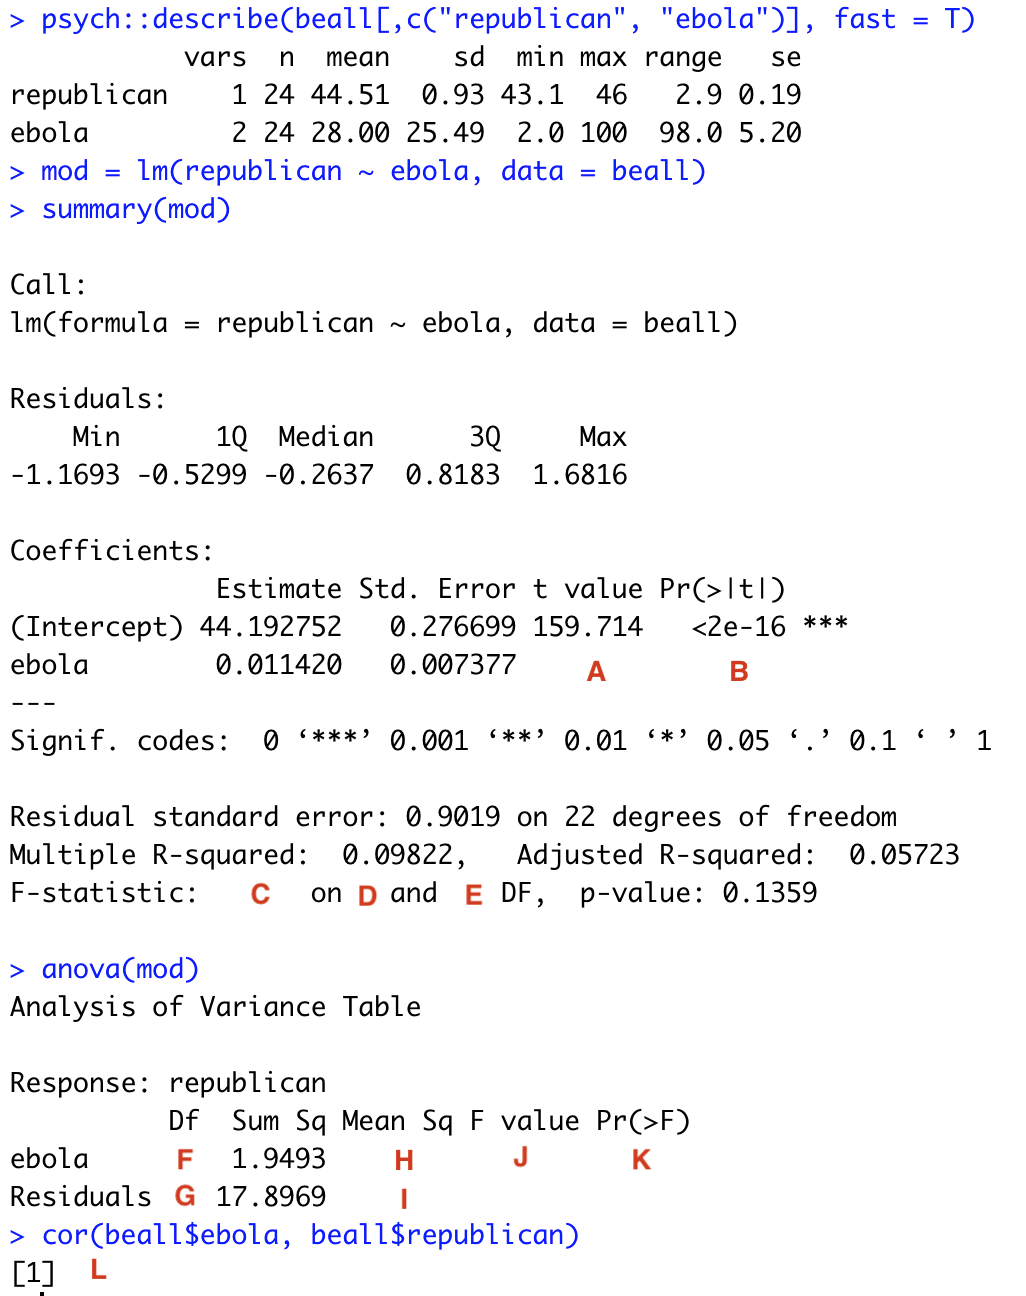 > psych::describe(beall[,c("republican", "ebola")], fast = T)
           vars  n  mean    sd  min max range   se
republican    1 24 44.51  0.93 43.1  46   2.9 0.19
ebola         2 24 28.00 25.49  2.0 100  98.0 5.20
> mod = lm(republican ~ ebola, data = beall)
> summary(mod)
Call:
lm(formula = republican ~ ebola, data = beall)
Residuals:
    Min      1Q  Median      3Q     Max
-1.1693 -0.5299 -0.2637  0.8183  1.6816
Coefficients:
             Estimate Std. Error t value Pr(>|t|)
(Intercept) 44.192752   0.276699 159.714   <2e-16 ***
ebola        0.011420   0.007377    A        B
---
Signif. codes:  0 ‘***’ 0.001 ‘**’ 0.01 ‘*’ 0.05 ‘.’ 0.1 ‘ ’ 1
Residual standard error: 0.9019 on 22 degrees of freedom
Multiple R-squared:  0.09822,   Adjusted R-squared:  0.05723
F-statistic:   C   on D and  E DF,  p-value: 0.1359
> anova(mod)
Analysis of Variance Table
Response: republican
          Df  Sum Sq Mean Sq F value Pr(>F)
ebola      F  1.9493    H      J       K
Residuals  G 17.8969    I
> cor(beall$ebola, beall$republican)
[1]  L